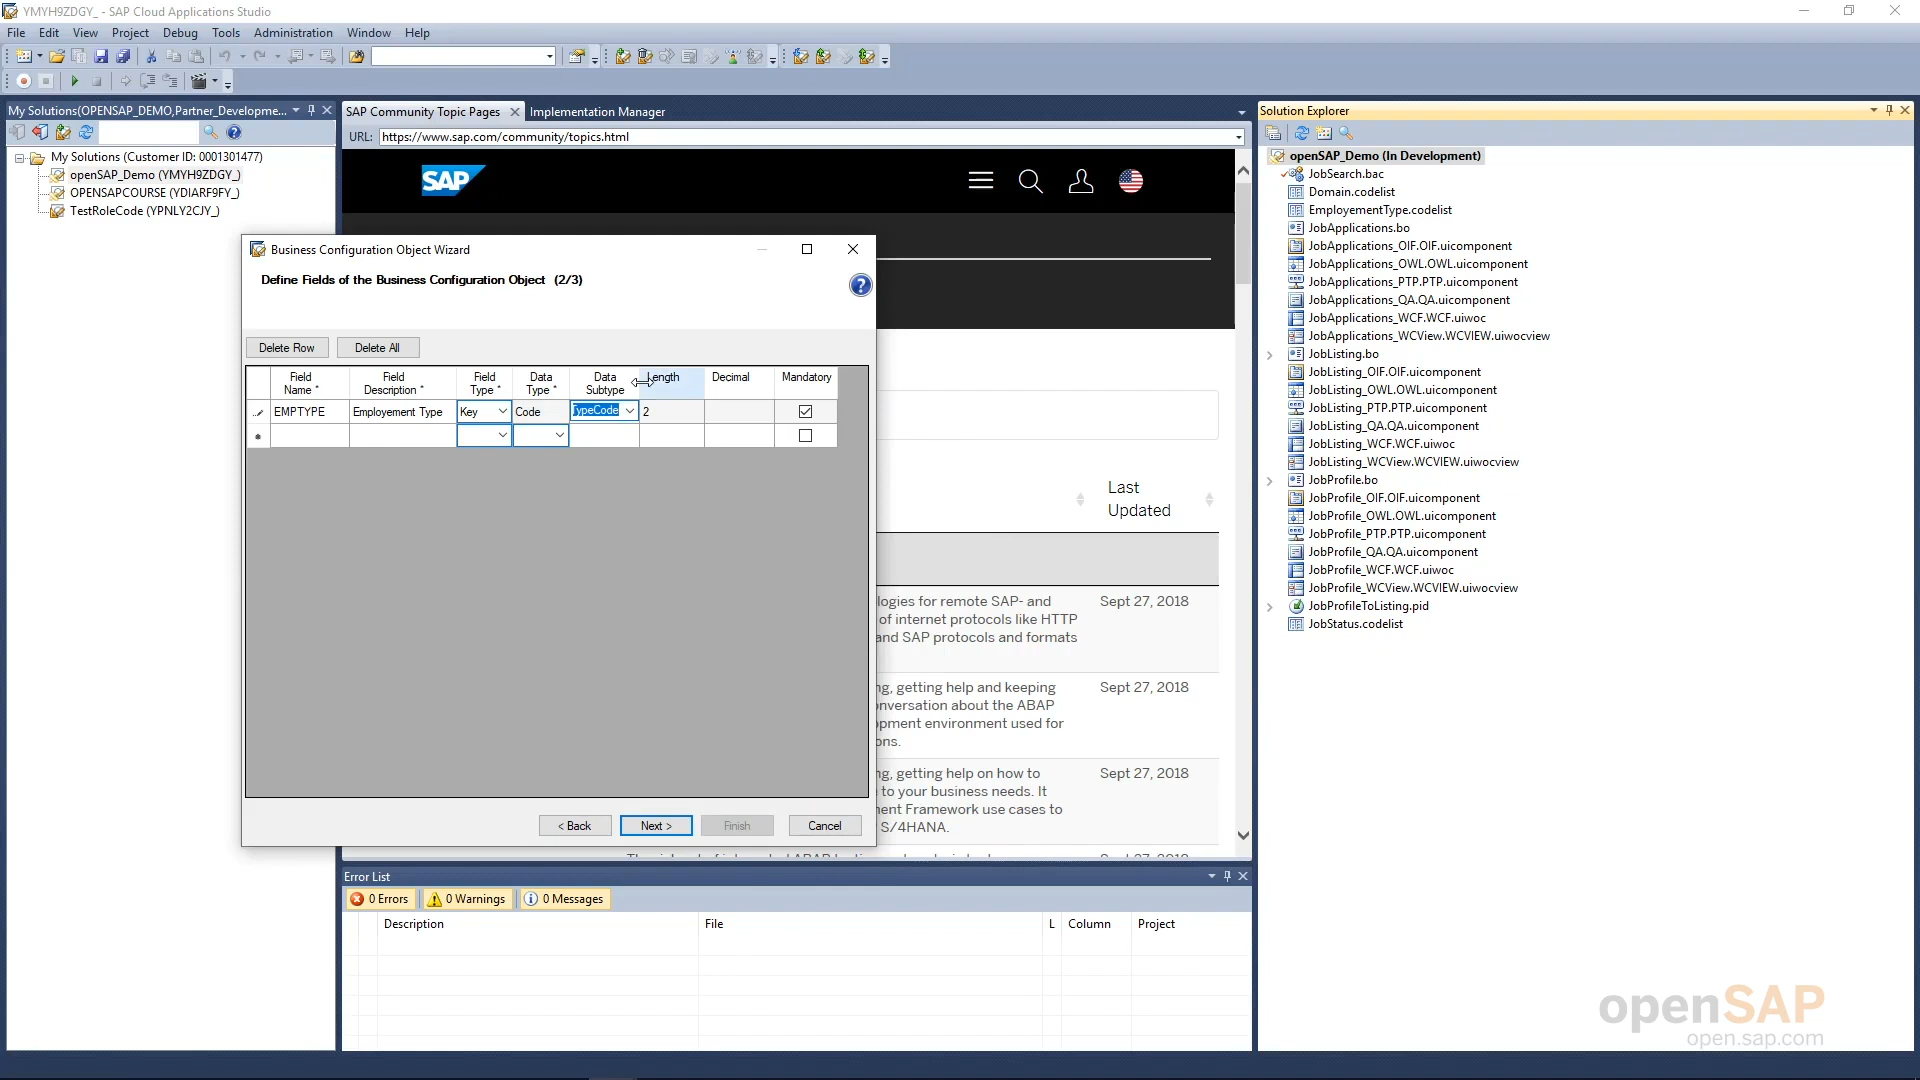 YMYH9ZDGY_ - SAP Cloud Applications Studio
File Edit View Project Debug Tools Administration Window Help
My Solutions(OPENSAP_DEMO,Partner_Developme...
My Solutions (Customer ID: 0001301477)
openSAP_Demo (YMYH9ZDGY_)
OPENSAPCOURSE (YDIARF9FY_)
TestRoleCode (YPNLY2CJY_)
SAP Community Topic Pages
Implementation Manager
URL: https://www.sap.com/community/topics.html
SAP
Business Configuration Object Wizard
Define Fields of the Business Configuration Object (2/3)
Delete Row Delete All
Field Name * Field Description * Field Type * Data Type * Data Subtype Length Decimal Mandatory
EMPTYPE Employement Type Key Code TypeCode 2
< Back Next > Finish Cancel
Last
Updated
logies for remote SAP- and
of internet protocols like HTTP
and SAP protocols and formats
Sept 27, 2018
ng, getting help and keeping
onversation about the ABAP
opment environment used for
ons.
Sept 27, 2018
ng, getting help on how to
to your business needs. It
ent Framework use cases to
S/4HANA.
Sept 27, 2018
Error List
0 Errors 0 Warnings 0 Messages
Description File L Column Project
Solution Explorer
openSAP_Demo (In Development)
JobSearch.bac
Domain.codelist
EmployementType.codelist
JobApplications.bo
JobApplications_OIF.OIF.uicomponent
JobApplications_OWL.OWL.uicomponent
JobApplications_PTP.PTP.uicomponent
JobApplications_QA.QA.uicomponent
JobApplications_WCF.WCF.uiwoc
JobApplications_WCView.WCVIEW.uiwocview
JobListing.bo
JobListing_OIF.OIF.uicomponent
JobListing_OWL.OWL.uicomponent
JobListing_PTP.PTP.uicomponent
JobListing_QA.QA.uicomponent
JobListing_WCF.WCF.uiwoc
JobListing_WCView.WCVIEW.uiwocview
JobProfile.bo
JobProfile_OIF.OIF.uicomponent
JobProfile_OWL.OWL.uicomponent
JobProfile_PTP.PTP.uicomponent
JobProfile_QA.QA.uicomponent
JobProfile_WCF.WCF.uiwoc
JobProfile_WCView.WCVIEW.uiwocview
JobProfileToListing.pid
JobStatus.codelist
openSAP
open.sap.com